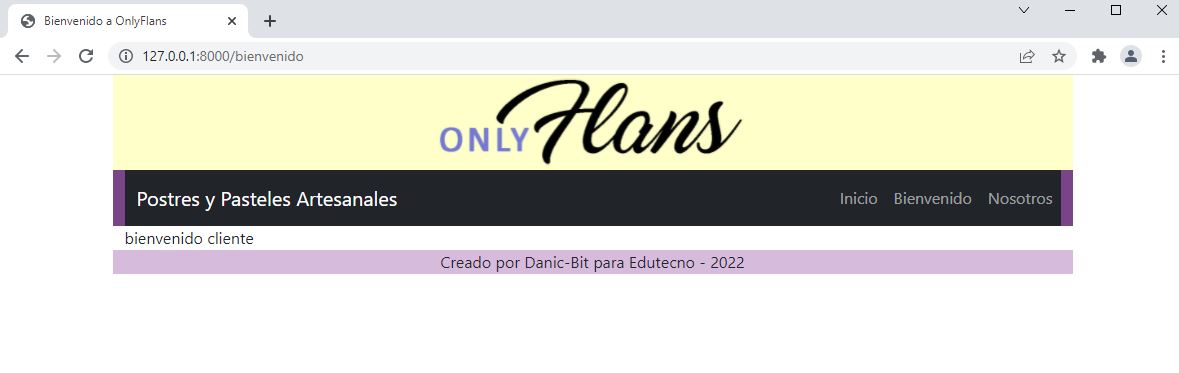 Bienvenido a OnlyFlans
127.0.0.1:8000/bienvenido
ONLY Flans
Postres y Pasteles Artesanales Inicio Bienvenido Nosotros
bienvenido cliente
Creado por Danic-Bit para Edutecno - 2022